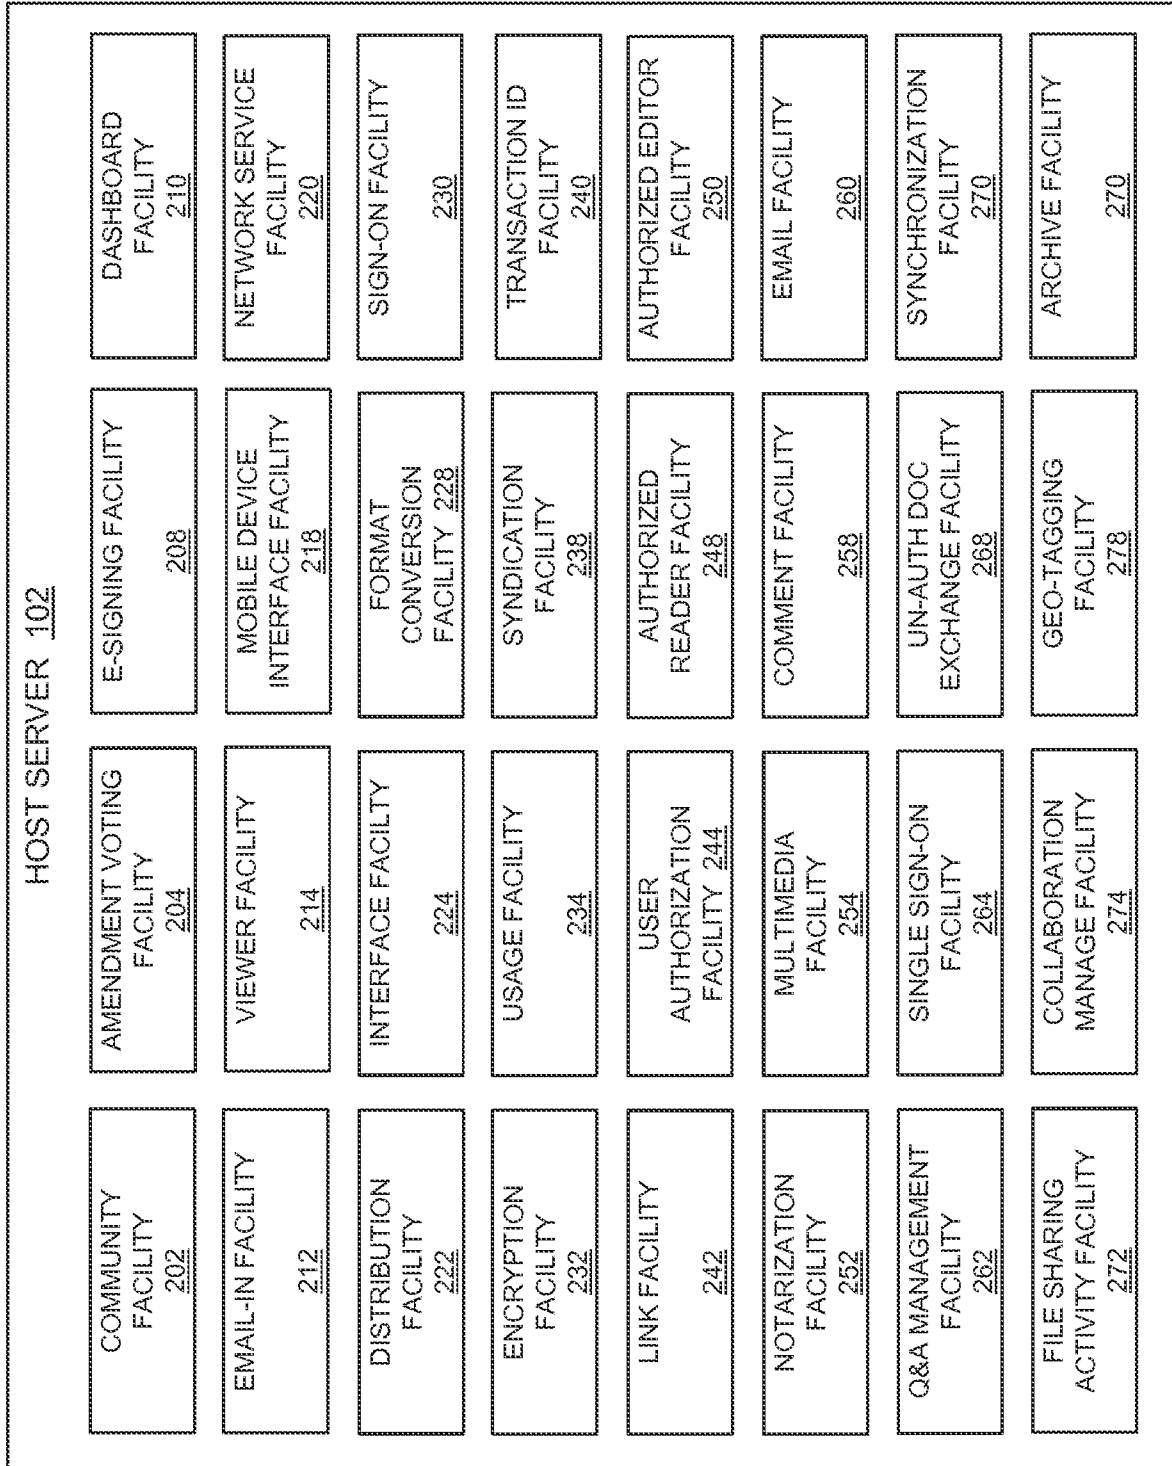 HOST SERVER 102
COMMUNITY
FACILITY
202
AMENDMENT VOTING
FACILITY
204
E-SIGNING FACILITY
208
DASHBOARD
FACILITY
210
EMAIL-IN FACILITY
212
VIEWER FACILITY
214
MOBILE DEVICE
INTERFACE FACILITY
218
NETWORK SERVICE
FACILITY
220
DISTRIBUTION
FACILITY
222
INTERFACE FACILITY
224
FORMAT
CONVERSION
FACILITY 228
SIGN-ON FACILITY
230
ENCRYPTION
FACILITY
232
USAGE FACILITY
234
SYNDICATION
FACILITY
238
TRANSACTION ID
FACILITY
240
LINK FACILITY
242
USER
AUTHORIZATION
FACILITY 244
AUTHORIZED
READER FACILITY
248
AUTHORIZED EDITOR
FACILITY
250
NOTARIZATION
FACILITY
252
MULTIMEDIA
FACILITY
254
COMMENT FACILITY
258
EMAIL FACILITY
260
Q&A MANAGEMENT
FACILITY
262
SINGLE SIGN-ON
FACILITY
264
UN-AUTH DOC
EXCHANGE FACILITY
268
SYNCHRONIZATION
FACILITY
270
FILE SHARING
ACTIVITY FACILITY
272
COLLABORATION
MANAGE FACILITY
274
GEO-TAGGING
FACILITY
278
ARCHIVE FACILITY
270